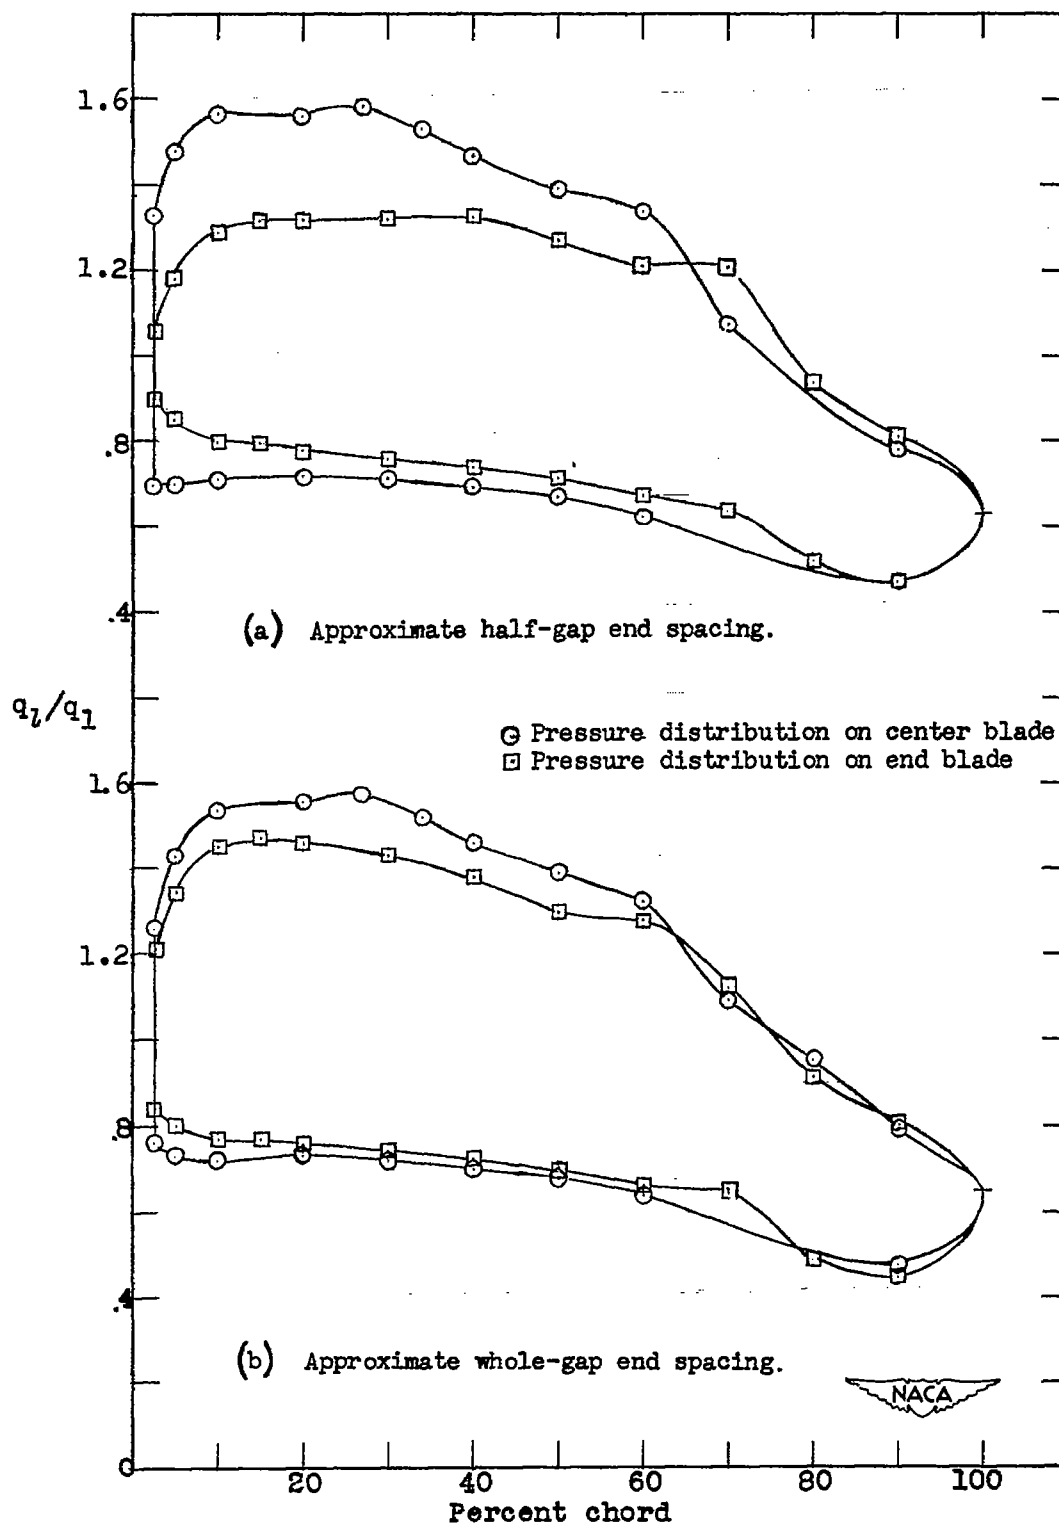 1.6
1.2
.8
.4
(a) Approximate half-gap end spacing.
q_l/q_1
Pressure distribution on center blade
Pressure distribution on end blade
1.6
1.2
.8
.4
(b) Approximate whole-gap end spacing.
NACA
0
20 40 60 80 100
Percent chord